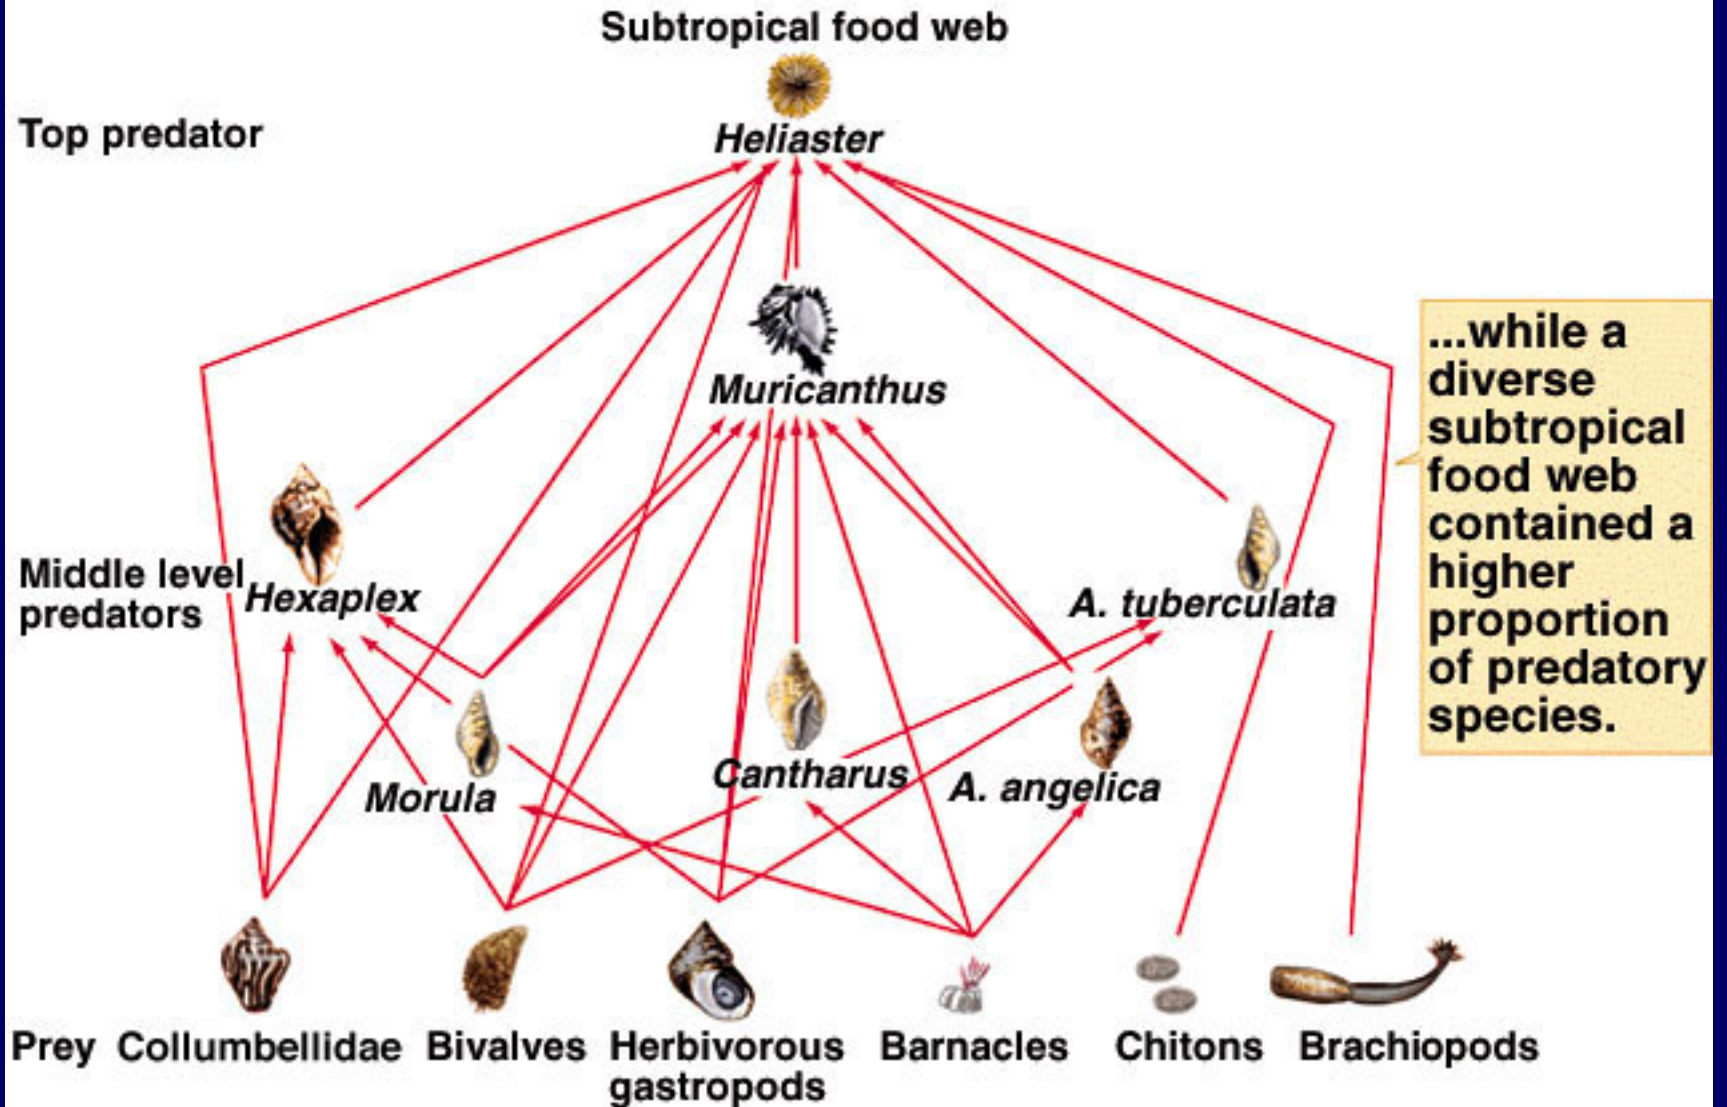 Subtropical food web
Top predator
Heliaster
Muricanthus
...while a
diverse
subtropical
food web
contained a
higher
proportion
of predatory
species.
Middle level
predators
Hexaplex
A. tuberculata
Morula
Cantharus
A. angelica
Prey
Collumbellidae
Bivalves
Herbivorous
gastropods
Barnacles
Chitons
Brachiopods